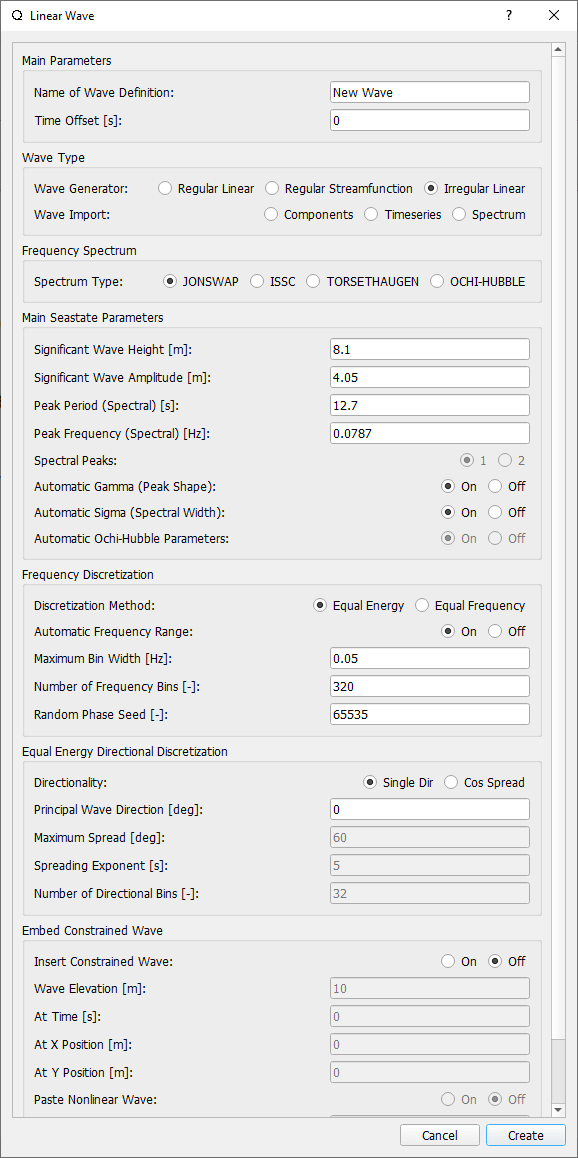 Linear Wave ?
Main Parameters
Name of Wave Definition: New Wave
Time Offset [s]: 0
Wave Type
Wave Generator: Regular Linear Regular Streamfunction Irregular Linear
Wave Import: Components Timeseries Spectrum
Frequency Spectrum
Spectrum Type: JONSWAP ISSC TORSETHAUGEN OCHI-HUBBLE
Main Seastate Parameters
Significant Wave Height [m]: 8.1
Significant Wave Amplitude [m]: 4.05
Peak Period (Spectral) [s]: 12.7
Peak Frequency (Spectral) [Hz]: 0.0787
Spectral Peaks: 1 2
Automatic Gamma (Peak Shape): On Off
Automatic Sigma (Spectral Width): On Off
Automatic Ochi-Hubble Parameters: On Off
Frequency Discretization
Discretization Method: Equal Energy Equal Frequency
Automatic Frequency Range: On Off
Maximum Bin Width [Hz]: 0.05
Number of Frequency Bins [-]: 320
Random Phase Seed [-]: 65535
Equal Energy Directional Discretization
Directionality: Single Dir Cos Spread
Principal Wave Direction [deg]: 0
Maximum Spread [deg]: 60
Spreading Exponent [s]: 5
Number of Directional Bins [-]: 32
Embed Constrained Wave
Insert Constrained Wave: On Off
Wave Elevation [m]: 10
At Time [s]: 0
At X Position [m]: 0
At Y Position [m]: 0
Paste Nonlinear Wave: On Off
Cancel Create